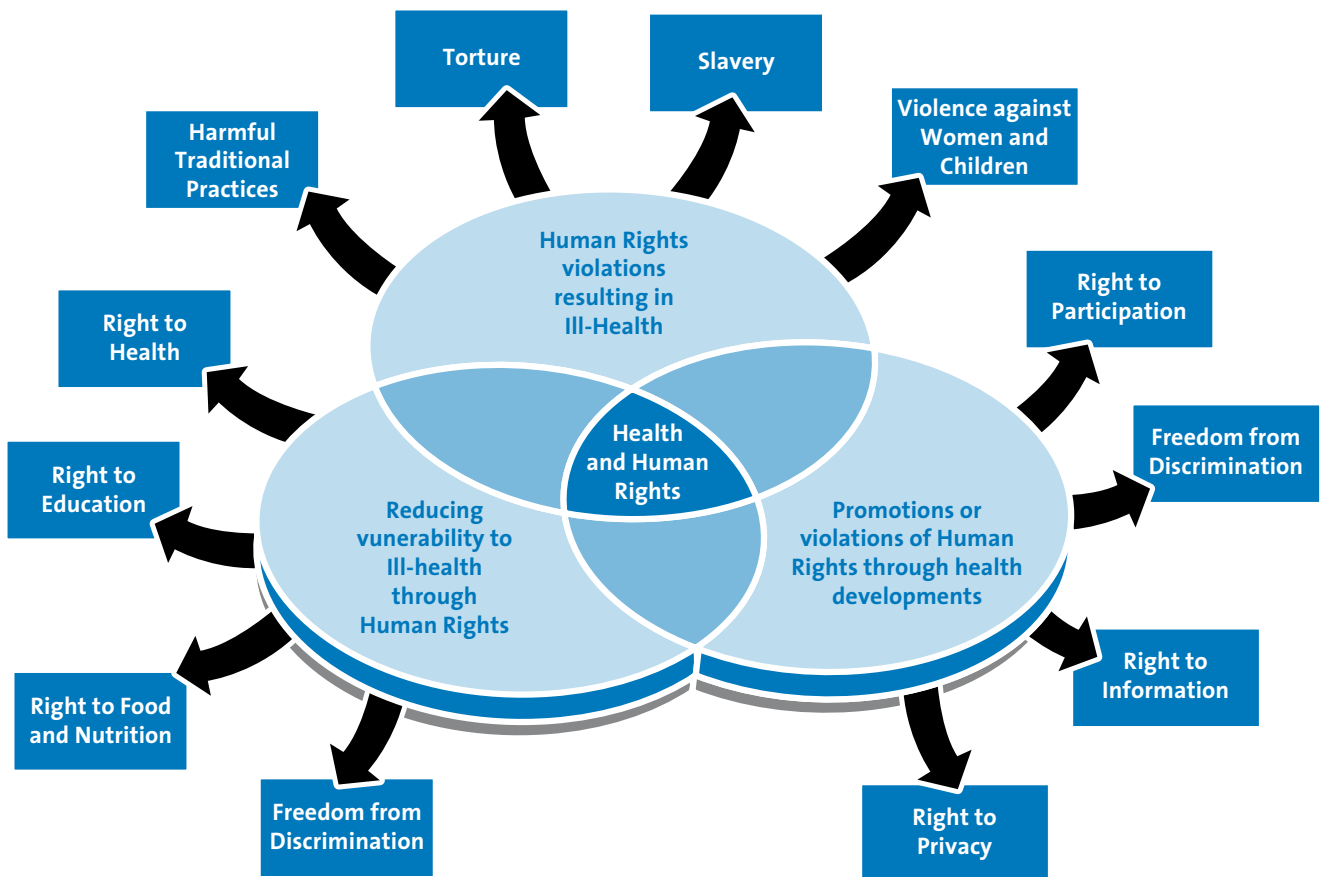 Torture
Slavery
Harmful
Traditional
Practices
Violence against
Women and
Children
Human Rights
violations
resulting in
Ill-Health
Right to
Health
Right to
Participation
Health
and Human
Rights
Right to
Education
Freedom from
Discrimination
Reducing
vunerability to
Ill-health
through
Human Rights
Promotions or
violations of Human
Rights through health
developments
Right to Food
and Nutrition
Right to
Information
Freedom from
Discrimination
Right to
Privacy